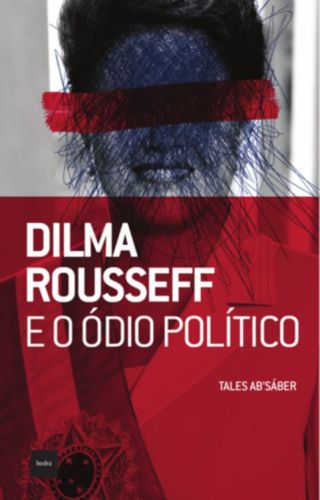 DILMA
ROUSSEFF
E O ÓDIO POLÍTICO
TALES AB'SÁBER
hedra